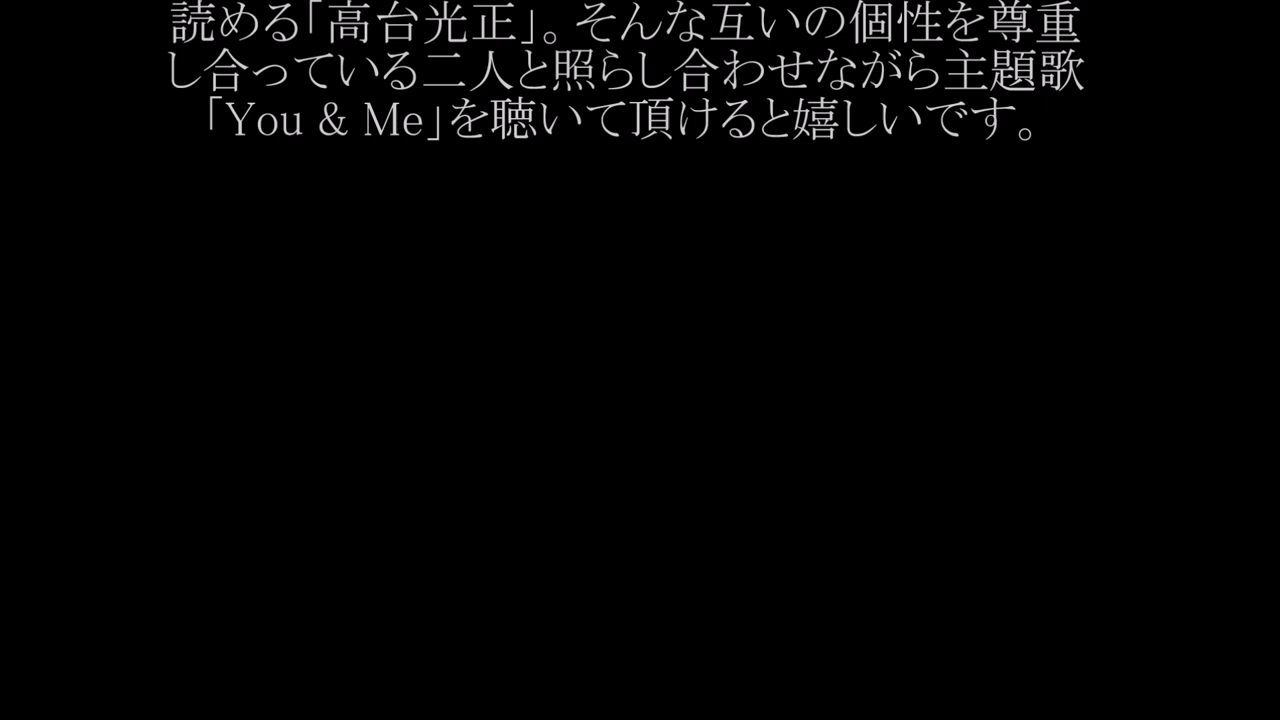 読める「高台光正」。そんな互いの個性を尊重
し合っている二人と照らし合わせながら主題歌
「You & Me」を聴いて頂けると嬉しいです。